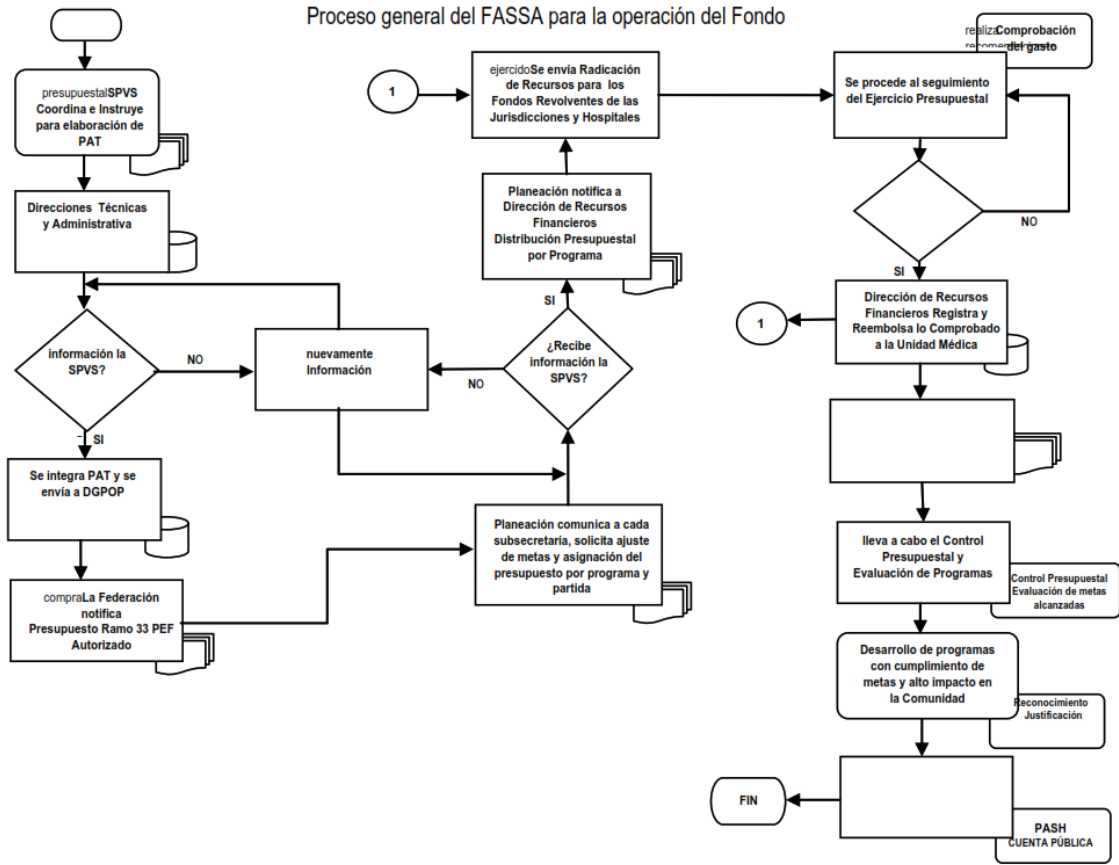 Proceso general del FASSA para la operación del Fondo
presupuestalSPVS
Coordina e Instruye
para elaboración de
PAT
Direcciones Técnicas
y Administrativa
información la
SPVS?
NO
SI
Se integra PAT y se
envía a DGPOP
compraLa Federación
notifica
Presupuesto Ramo 33 PEF
Autorizado
nuevamente
Información
1
ejercidoSe envía Radicación
de Recursos para los
Fondos Revolventes de las
Jurisdicciones y Hospitales
Planeación notifica a
Dirección de Recursos
Financieros
Distribución Presupuestal
por Programa
SI
¿Recibe
información la
SPVS?
NO
Planeación comunica a cada
subsecretaría, solicita ajuste
de metas y asignación del
presupuesto por programa y
partida
realiza Comprobación
del gasto
Se procede al seguimiento
del Ejercicio Presupuestal
NO
SI
1
Dirección de Recursos
Financieros Registra y
Reembolsa lo Comprobado
a la Unidad Médica
lleva a cabo el Control
Presupuestal y
Evaluación de Programas
Control Presupuestal
Evaluación de metas
alcanzadas
Desarrollo de programas
con cumplimiento de
metas y alto impacto en
la Comunidad
Reconocimiento
Justificación
FIN
PASH
CUENTA PÚBLICA